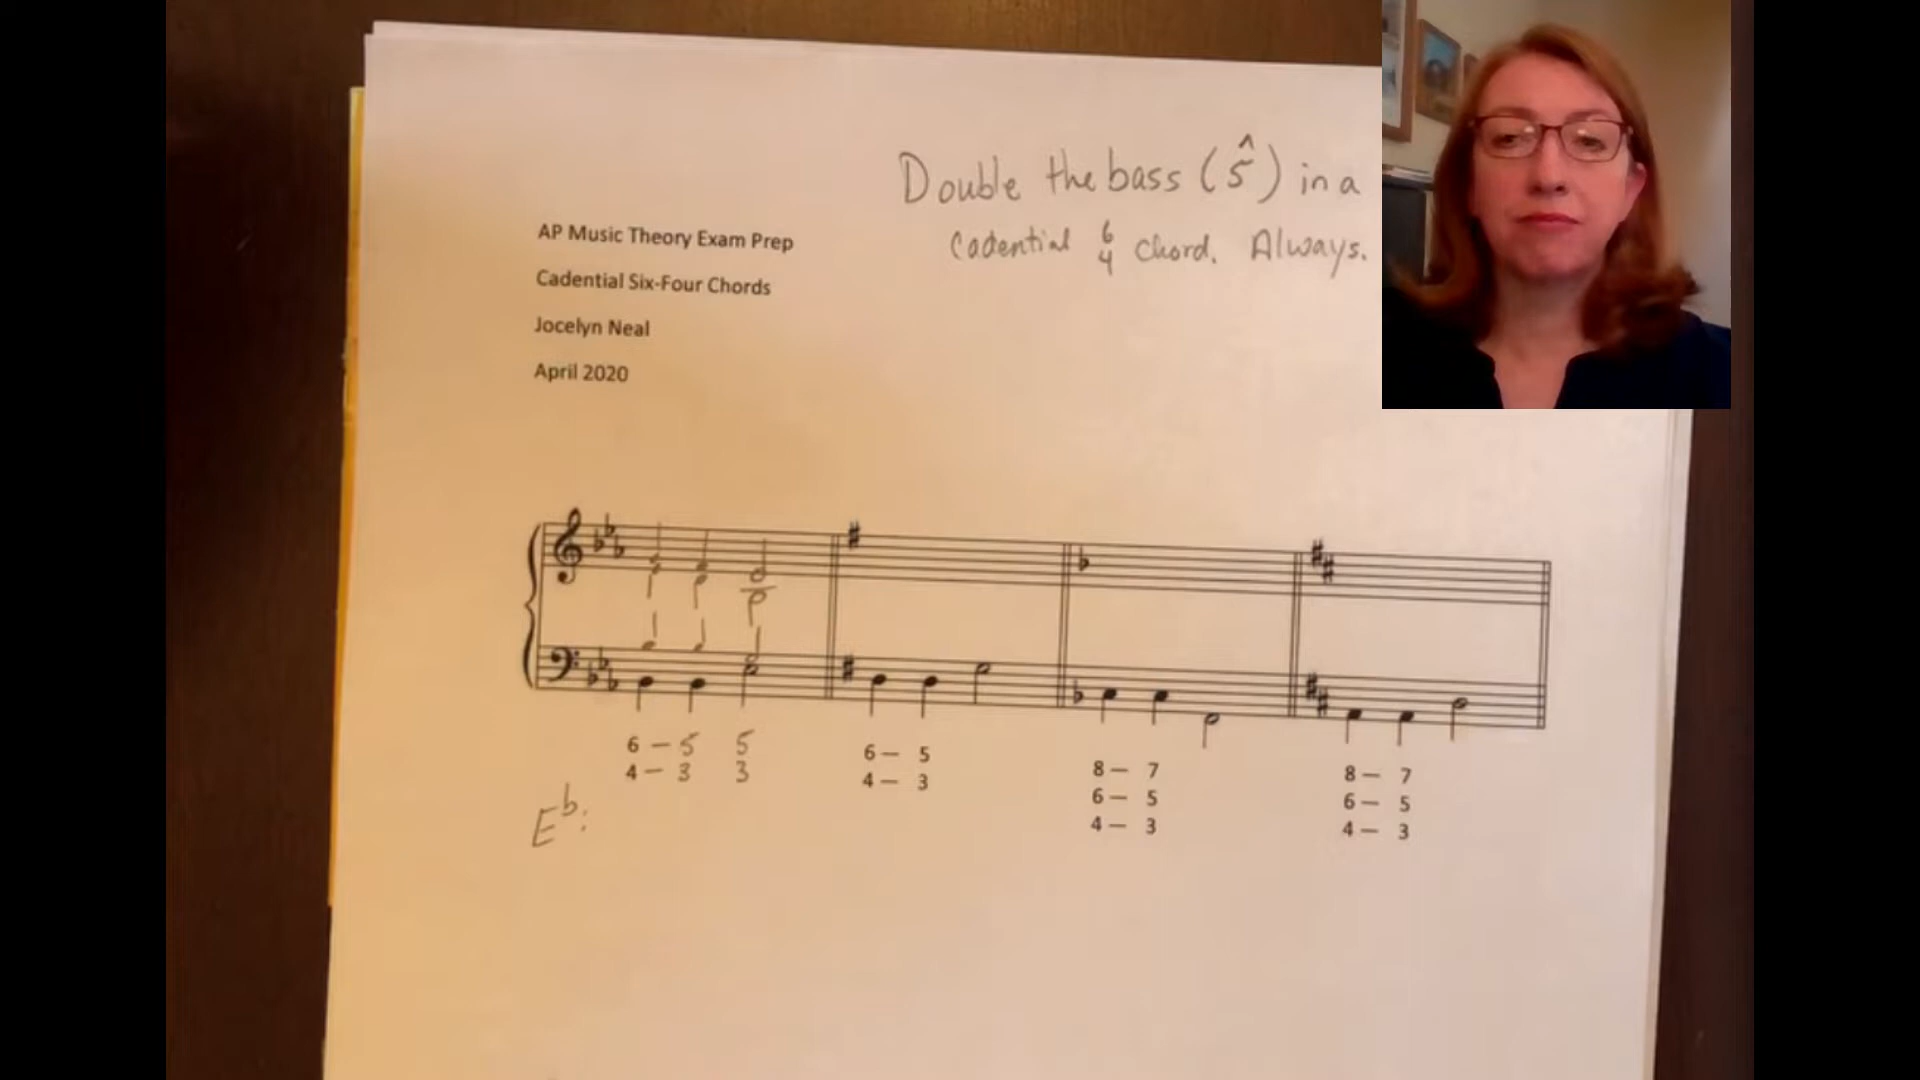 Double the bass (5̂) in a
Cadential 6 4 chord. Always.
AP Music Theory Exam Prep
Cadential Six-Four Chords
Jocelyn Neal
April 2020
6 — 5 5
4 — 3 3
6 — 5
4 — 3
8 — 7
6 — 5
4 — 3
8 — 7
6 — 5
4 — 3
E♭: